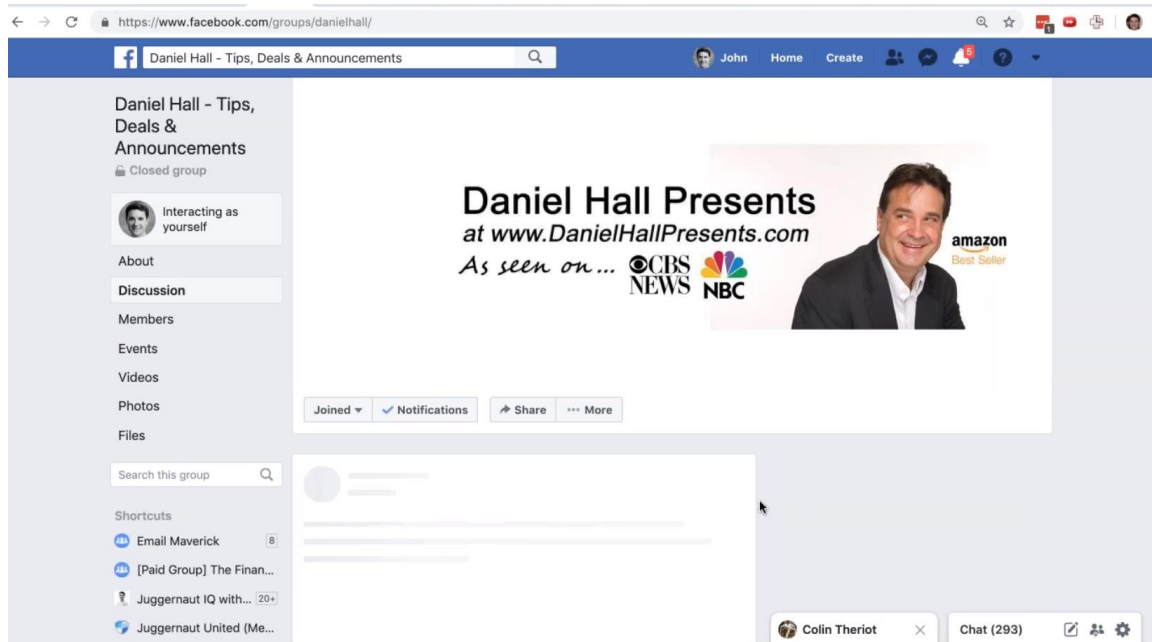 https://www.facebook.com/groups/danielhall/
1
Daniel Hall - Tips, Deals & Announcements
John
Home
Create
5
Daniel Hall - Tips,
Deals &
Announcements
Closed group
Interacting as
yourself
About
Discussion
Members
Events
Videos
Photos
Files
Search this group
Shortcuts
Email Maverick 8
[Paid Group] The Finan...
Juggernaut IQ with... 20+
Juggernaut United (Me...
Daniel Hall Presents
at www.DanielHallPresents.com
As seen on...
CBS
NEWS
NBC
amazon
Best Seller
Joined
Notifications
Share
More
Colin Theriot
Chat (293)